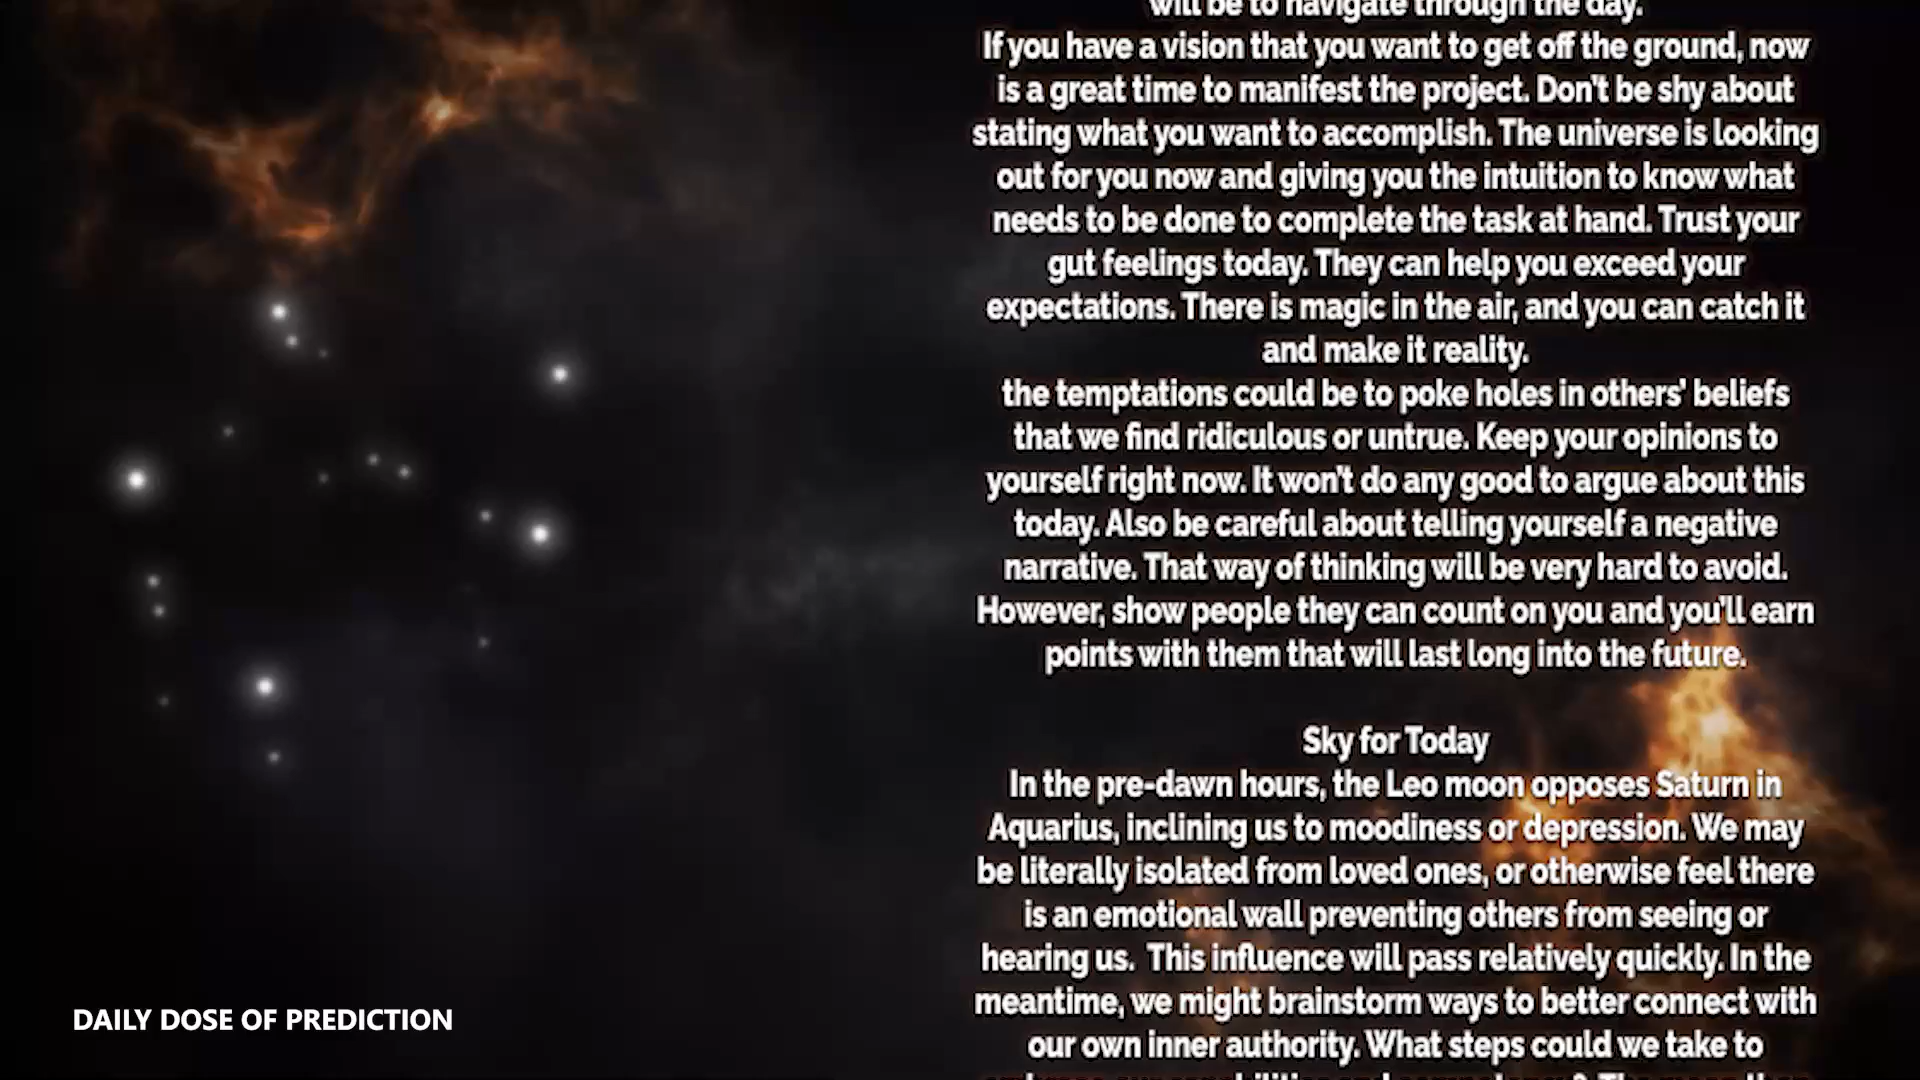 will be to navigate through the day.
If you have a vision that you want to get off the ground, now
is a great time to manifest the project. Don't be shy about
stating what you want to accomplish. The universe is looking
out for you now and giving you the intuition to know what
needs to be done to complete the task at hand. Trust your
gut feelings today. They can help you exceed your
expectations. There is magic in the air, and you can catch it
and make it reality.
the temptations could be to poke holes in others' beliefs
that we find ridiculous or untrue. Keep your opinions to
yourself right now. It won't do any good to argue about this
today. Also be careful about telling yourself a negative
narrative. That way of thinking will be very hard to avoid.
However, show people they can count on you and you'll earn
points with them that will last long into the future.
Sky for Today
In the pre-dawn hours, the Leo moon opposes Saturn in
Aquarius, inclining us to moodiness or depression. We may
be literally isolated from loved ones, or otherwise feel there
is an emotional wall preventing others from seeing or
hearing us. This influence will pass relatively quickly. In the
meantime, we might brainstorm ways to better connect with
our own inner authority. What steps could we take to
DAILY DOSE OF PREDICTION